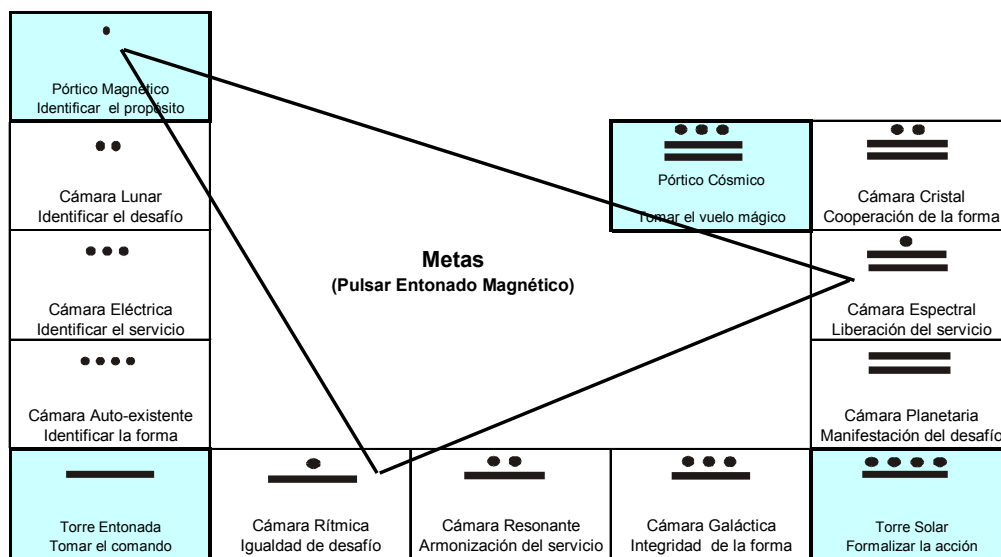 Pórtico Magnético
Identificar el propósito
Cámara Lunar
Identificar el desafío
Pórtico Cósmico
Tomar el vuelo mágico
Cámara Cristal
Cooperación de la forma
Metas
(Pulsar Entonado Magnético)
Cámara Eléctrica
Identificar el servicio
Cámara Espectral
Liberación del servicio
Cámara Auto-existente
Identificar la forma
Cámara Planetaria
Manifestación del desafío
Torre Entonada
Tomar el comando
Cámara Rítmica
Igualdad de desafío
Cámara Resonante
Armonización del servicio
Cámara Galáctica
Integridad de la forma
Torre Solar
Formalizar la acción